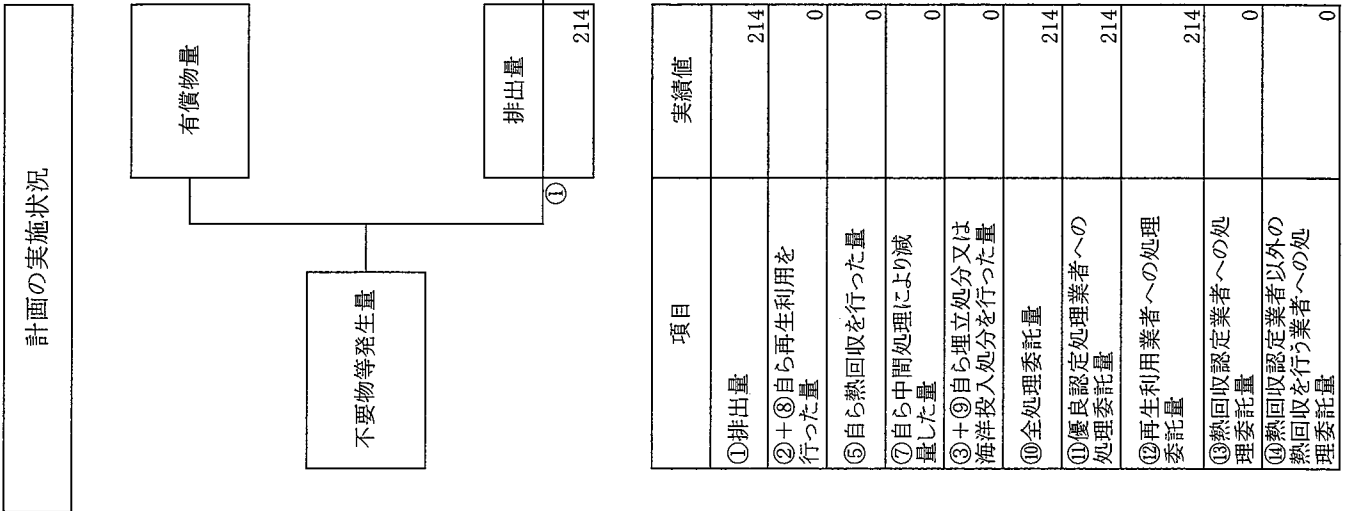 計画の実施状況
不要物等発生量
有償物量
①
排出量
214
項目
実績値
①排出量
214
②+⑧自ら再生利用を
行った量
0
⑤自ら熱回収を行った量
0
⑦自ら中間処理により減
量した量
0
③+⑨自ら埋立処分又は
海洋投入処分を行った量
0
⑩全処理委託量
214
⑪優良認定処理業者への
処理委託量
214
⑫再生利用業者への処理
委託量
214
⑬熱回収認定業者への処
理委託量
0
⑭熱回収認定業者以外の
熱回収を行う業者への処
理委託量
0